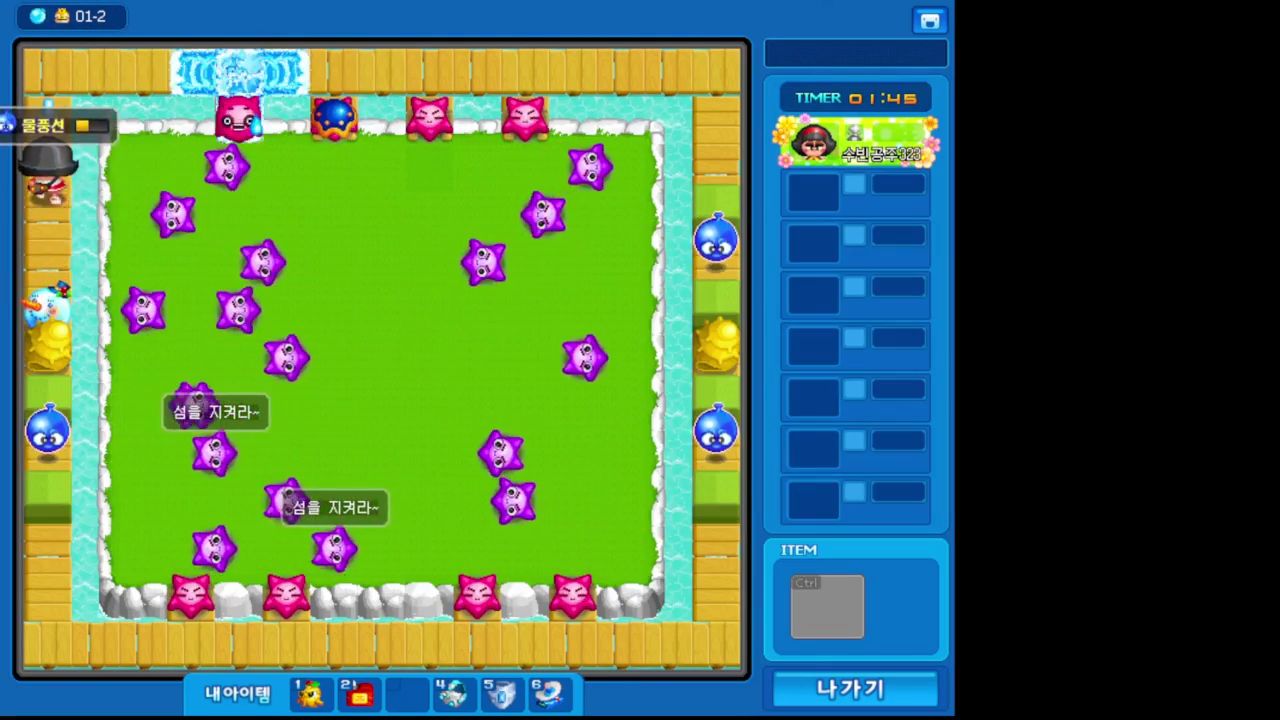 01-2
물풍선
TIMER 01:45
수빈공주323
섬을 지켜라~
섬을 지켜라~
ITEM
Ctrl
내아이템 1 2 4 5 6
나가기